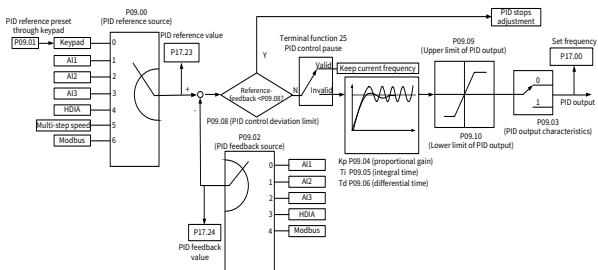 P09.00
(PID reference source)
PID reference preset
through keypad
P09.01
Keypad
0
AI1
1
AI2
2
AI3
3
HDIA
4
Multi-step speed
5
Modbus
6
PID reference value
P17.23
+
-
Y
Reference-
feedback <P09.08?
N
P09.08 (PID control deviation limit)
PID stops
adjustment
Terminal function 25
PID control pause
Valid
Invalid
Keep current frequency
Kp P09.04 (proportional gain)
Ti P09.05 (integral time)
Td P09.06 (differential time)
P09.09
(Upper limit of PID output)
P09.10
(Lower limit of PID output)
Set frequency
P17.00
0
1
PID output
P09.03
(PID output characteristics)
P09.02
(PID feedback source)
0
AI1
1
AI2
2
AI3
3
HDIA
4
Modbus
P17.24
PID feedback
value